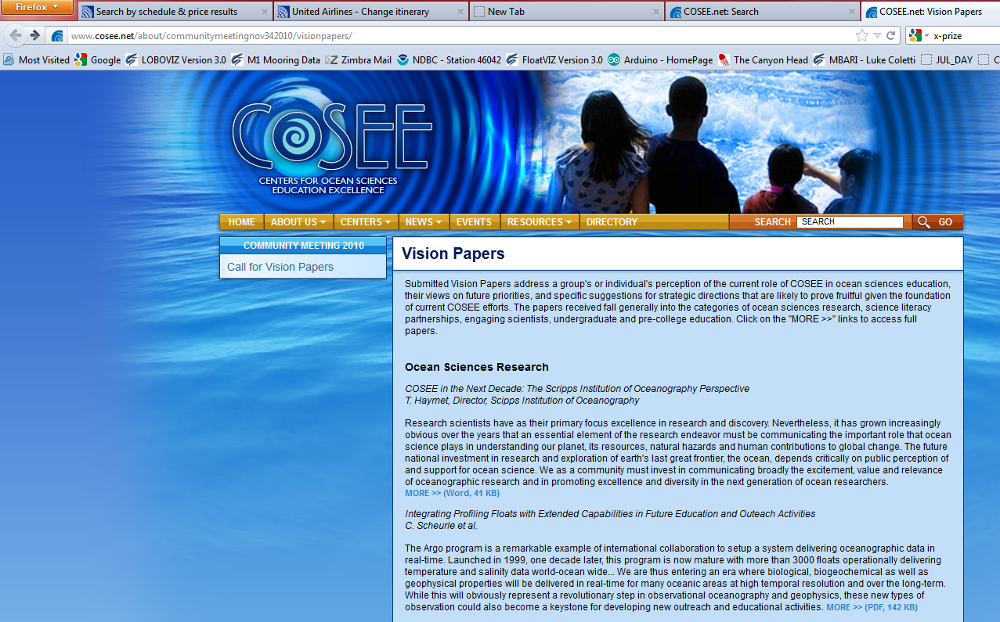 Firefox
Search by schedule & price results
United Airlines - Change itinerary
New Tab
COSEE.net: Search
COSEE.net: Vision Papers
www.cosee.net/about/communitymeetingnov342010/visionpapers/
x-prize
Most Visited Google LOBOVIZ Version 3.0 M1 Mooring Data Zimbra Mail NDBC - Station 46042 FloatVIZ Version 3.0 Arduino - HomePage The Canyon Head MBARI - Luke Coletti JUL_DAY C
COSEE
CENTERS FOR OCEAN SCIENCES
EDUCATION EXCELLENCE
HOME ABOUT US CENTERS NEWS EVENTS RESOURCES DIRECTORY SEARCH SEARCH GO
COMMUNITY MEETING 2010
Call for Vision Papers
Vision Papers
Submitted Vision Papers address a group's or individual's perception of the current role of COSEE in ocean sciences education,
their views on future priorities, and specific suggestions for strategic directions that are likely to prove fruitful given the foundation
of current COSEE efforts. The papers received fall generally into the categories of ocean sciences research, science literacy
partnerships, engaging scientists, undergraduate and pre-college education. Click on the "MORE >>" links to access full
papers.
Ocean Sciences Research
COSEE in the Next Decade: The Scripps Institution of Oceanography Perspective
T. Haymet, Director, Scipps Institution of Oceanography
Research scientists have as their primary focus excellence in research and discovery. Nevertheless, it has grown increasingly
obvious over the years that an essential element of the research endeavor must be communicating the important role that ocean
science plays in understanding our planet, its resources, natural hazards and human contributions to global change. The future
national investment in research and exploration of earth's last great frontier, the ocean, depends critically on public perception of
and support for ocean science. We as a community must invest in communicating broadly the excitement, value and relevance
of oceanographic research and in promoting excellence and diversity in the next generation of ocean researchers.
MORE >> (Word, 41 KB)
Integrating Profiling Floats with Extended Capabilities in Future Education and Outeach Activities
C. Scheurle et al.
The Argo program is a remarkable example of international collaboration to setup a system delivering oceanographic data in
real-time. Launched in 1999, one decade later, this program is now mature with more than 3000 floats operationally delivering
temperature and salinity data world-ocean wide... We are thus entering an era where biological, biogeochemical as well as
geophysical properties will be delivered in real-time for many oceanic areas at high temporal resolution and over the long-term.
While this will obviously represent a revolutionary step in observational oceanography and geophysics, these new types of
observation could also become a keystone for developing new outreach and educational activities. MORE >> (PDF, 142 KB)